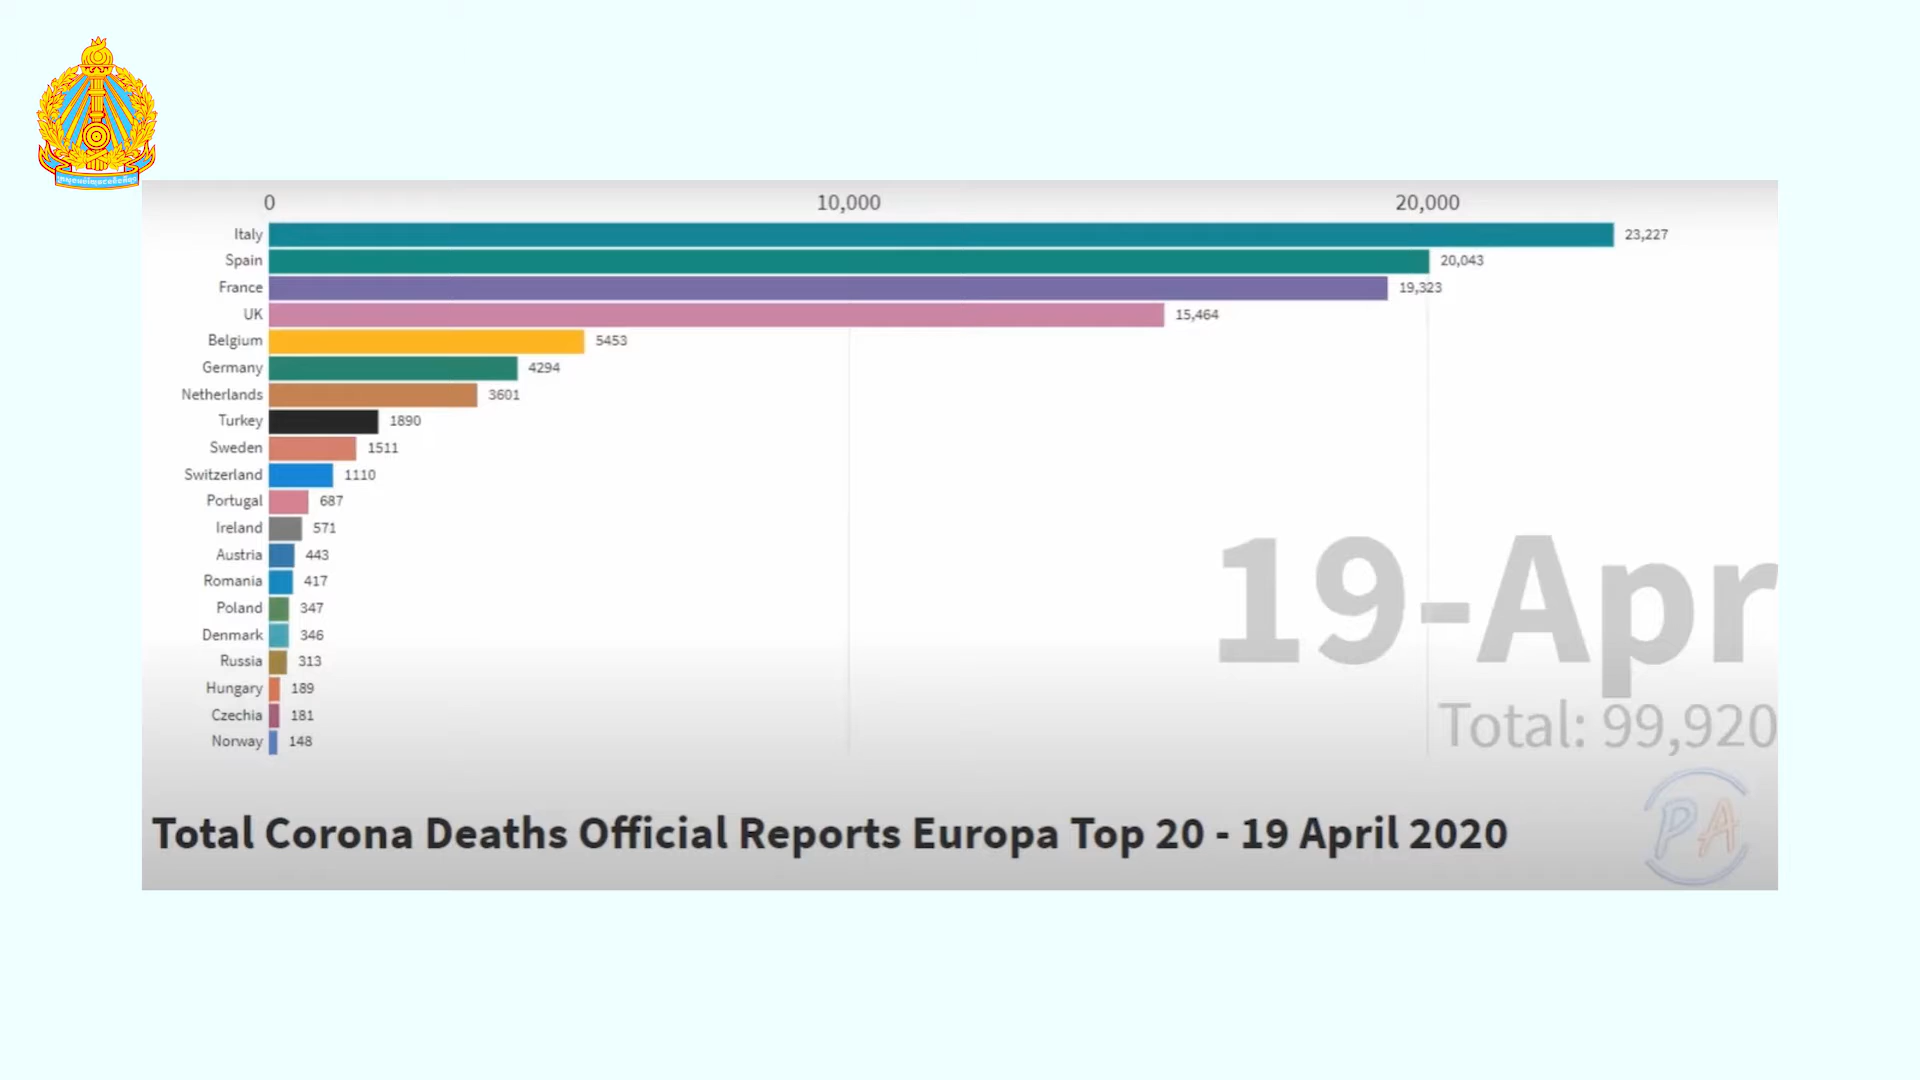 0 10,000 20,000
Italy 23,227
Spain 20,043
France 19,323
UK 15,464
Belgium 5453
Germany 4294
Netherlands 3601
Turkey 1890
Sweden 1511
Switzerland 1110
Portugal 687
Ireland 571
Austria 443
Romania 417
Poland 347
Denmark 346
Russia 313
Hungary 189
Czechia 181
Norway 148
19-Apr
Total: 99,920
Total Corona Deaths Official Reports Europa Top 20 - 19 April 2020
PA